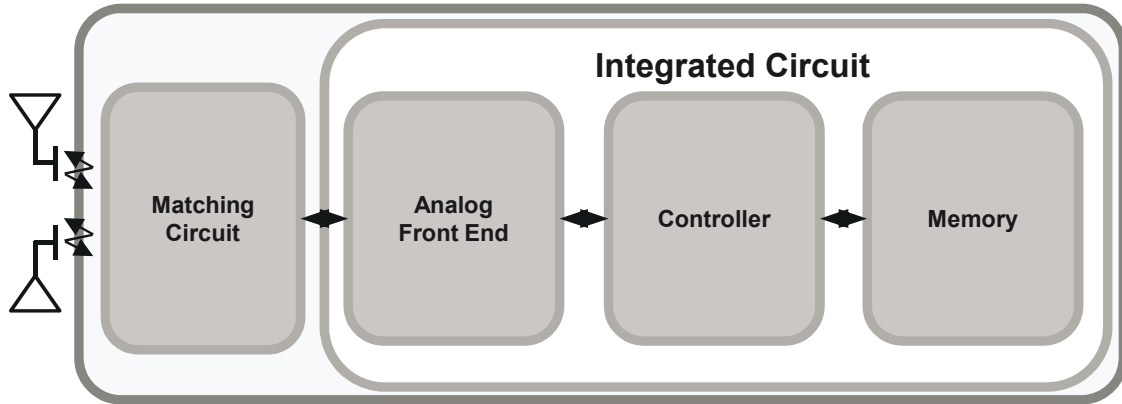 Integrated Circuit
Matching
Circuit
Analog
Front End
Controller
Memory